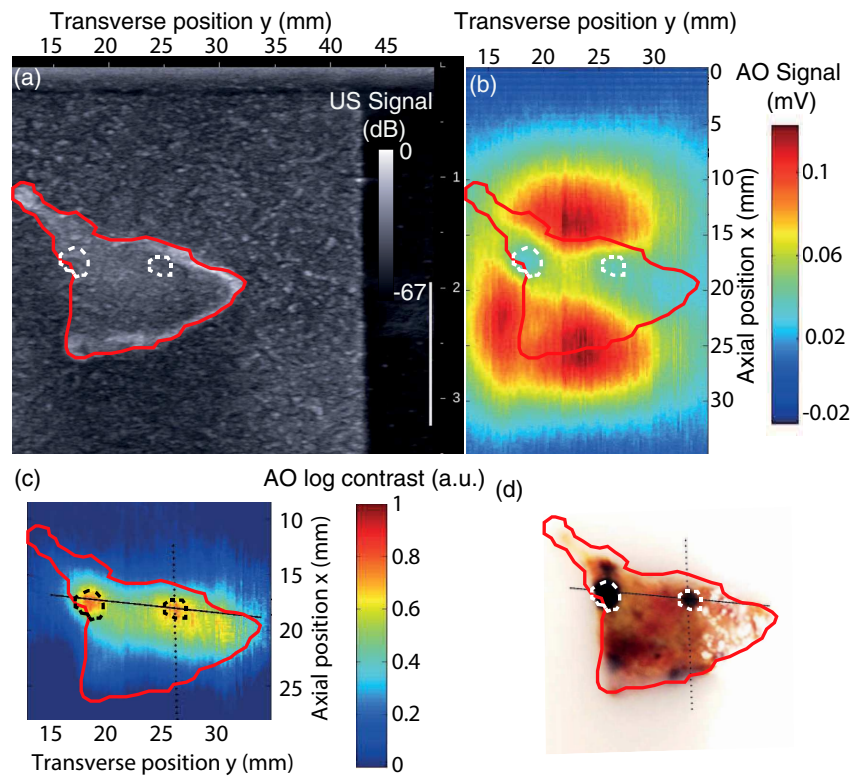 Transverse position y (mm)
15 20 25 30 35 45
(a)
US Signal
(dB)
0
-67
1
2
3
Transverse position y (mm)
15 20 25 30
(b)
0
5
10
15
20
25
30
Axial position x (mm)
AO Signal
(mV)
0.1
0.06
0.02
-0.02
(c)
AO log contrast (a.u.)
1
0.8
0.6
0.4
0.2
0
10
15
20
25
Axial position x (mm)
15 20 25 30
Transverse position y (mm)
(d)